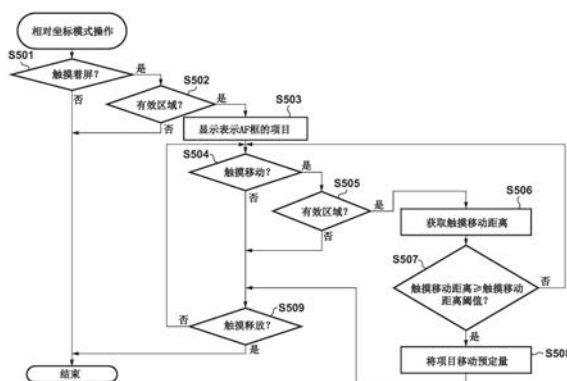 相对坐标模式操作
S501
触摸着屏?
是
否
S502
有效区域?
是
否
S503
显示表示AF框的项目
S504
触摸移动?
是
否
S505
有效区域?
是
否
S506
获取触摸移动距离
S507
触摸移动距离≥触摸移动
距离阈值?
否
是
S508
将项目移动预定量
S509
触摸释放?
否
是
结束